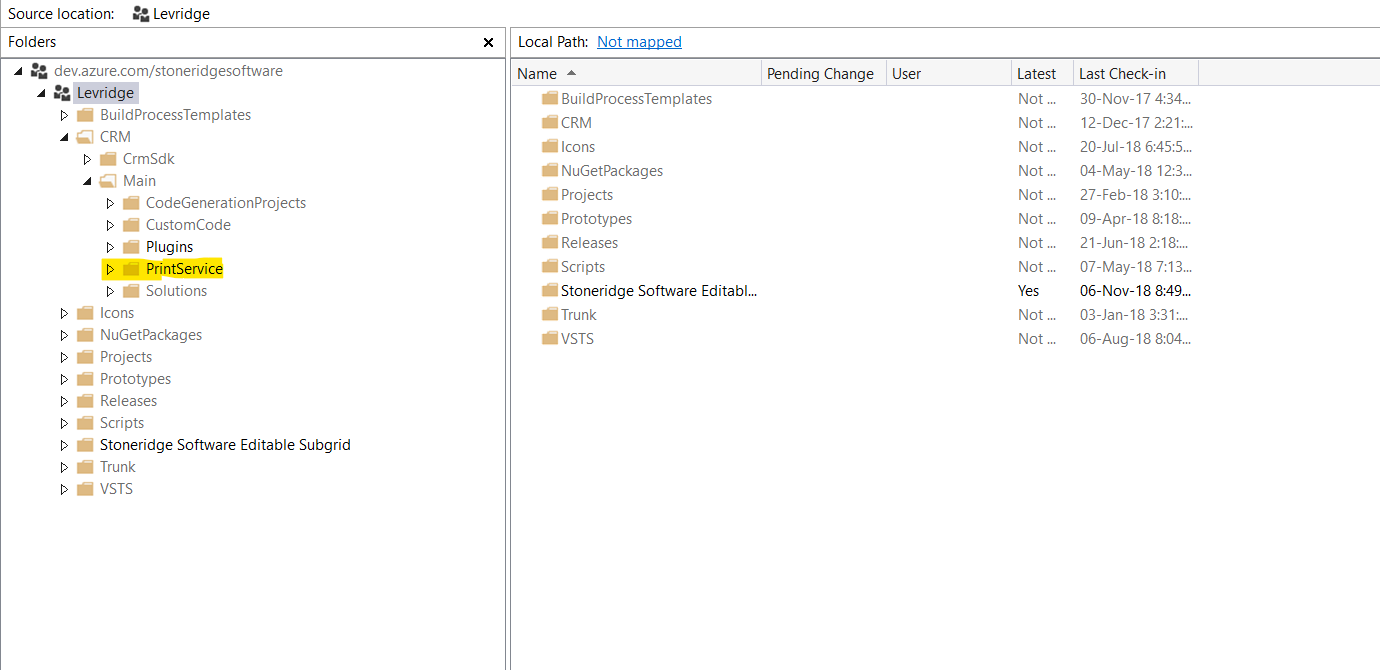 Source location: Levridge
Folders
dev.azure.com/stoneridgesoftware
Levridge
BuildProcessTemplates
CRM
CrmSdk
Main
CodeGenerationProjects
CustomCode
Plugins
PrintService
Solutions
Icons
NuGetPackages
Projects
Prototypes
Releases
Scripts
Stoneridge Software Editable Subgrid
Trunk
VSTS
Local Path: Not mapped
Name Pending Change User Latest Last Check-in
BuildProcessTemplates Not ... 30-Nov-17 4:34...
CRM Not ... 12-Dec-17 2:21:...
Icons Not ... 20-Jul-18 6:45:5...
NuGetPackages Not ... 04-May-18 12:3...
Projects Not ... 27-Feb-18 3:10:...
Prototypes Not ... 09-Apr-18 8:18:...
Releases Not ... 21-Jun-18 2:18:...
Scripts Not ... 07-May-18 7:13...
Stoneridge Software Editabl... Yes 06-Nov-18 8:49...
Trunk Not ... 03-Jan-18 3:31:...
VSTS Not ... 06-Aug-18 8:04...